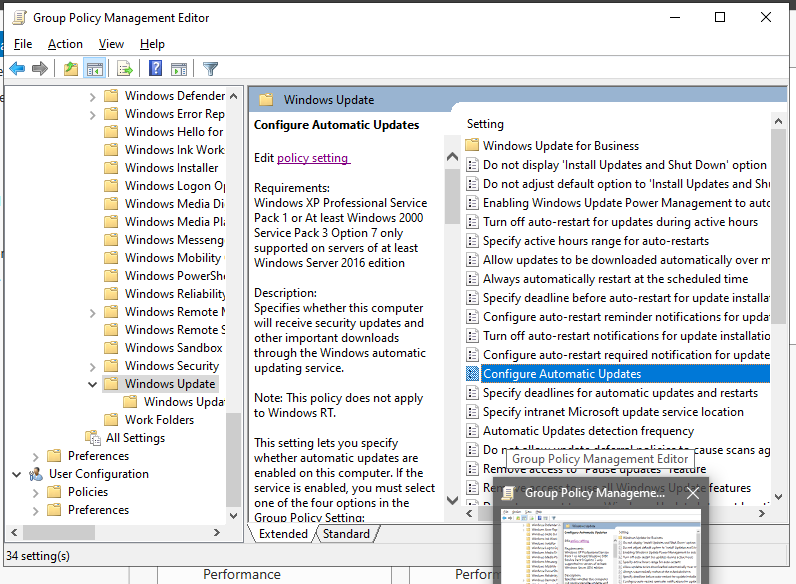 Group Policy Management Editor
File Action View Help
Windows Defender
Windows Error Rep
Windows Hello for
Windows Ink Work
Windows Installer
Windows Logon Op
Windows Media Di
Windows Media Pla
Windows Messeng
Windows Mobility
Windows PowerShe
Windows Reliability
Windows Remote M
Windows Remote S
Windows Sandbox
Windows Security
Windows Update
Windows Upda
Work Folders
All Settings
Preferences
User Configuration
Policies
Preferences
Windows Update
Configure Automatic Updates
Edit policy setting
Requirements:
Windows XP Professional Service
Pack 1 or At least Windows 2000
Service Pack 3 Option 7 only
supported on servers of at least
Windows Server 2016 edition
Description:
Specifies whether this computer
will receive security updates and
other important downloads
through the Windows automatic
updating service.
Note: This policy does not apply
to Windows RT.
This setting lets you specify
whether automatic updates are
enabled on this computer. If the
service is enabled, you must select
one of the four options in the
Group Policy Setting:
Setting
Windows Update for Business
Do not display 'Install Updates and Shut Down' option
Do not adjust default option to 'Install Updates and Shu
Enabling Windows Update Power Management to auto
Turn off auto-restart for updates during active hours
Specify active hours range for auto-restarts
Allow updates to be downloaded automatically over m
Always automatically restart at the scheduled time
Specify deadline before auto-restart for update installa
Configure auto-restart reminder notifications for upda
Turn off auto-restart notifications for update installatio
Configure auto-restart required notification for update
Configure Automatic Updates
Specify deadlines for automatic updates and restarts
Specify intranet Microsoft update service location
Automatic Updates detection frequency
Do not allow update deferral policies to cause scans ag
Group Policy Management Editor
Remove access to "Pause updates" feature
Remove access to use all Windows Update features
Group Policy Manageme...
Extended Standard
34 setting(s)
Performance
Perform